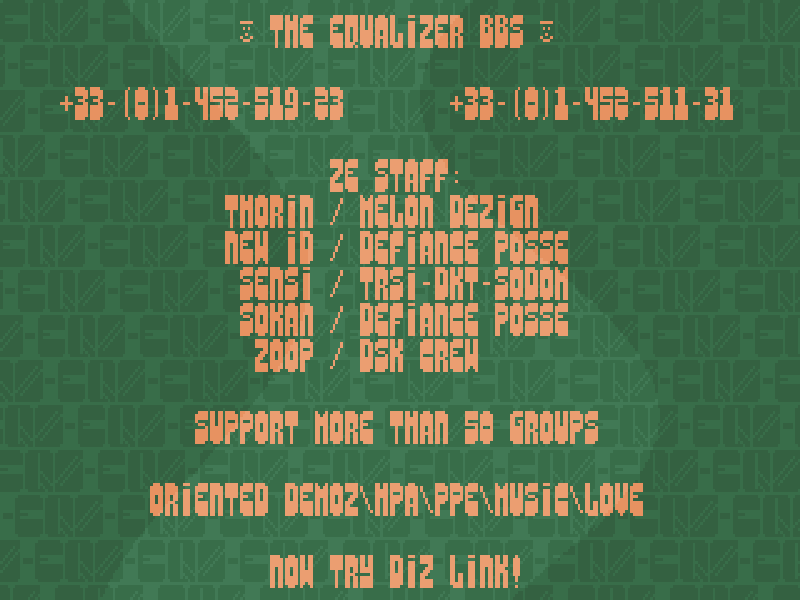 THE EQUALiZER BBS
+33-(0)1-452-519-23 +33-(0)1-452-511-31
ZE STAFF:
THORiN / MELON DEZiGN
NEW iD / DEFiANCE POSSE
SENSi / TRSi-DKT-SODOM
SOKAN / DEFiANCE POSSE
ZOOP / DSK CREW
SUPPORT MORE THAN 50 GROUPS
ORiENTED DEMOZ\HPA\PPE\MUSiC\LOVE
NOW TRY DiZ LiNK!